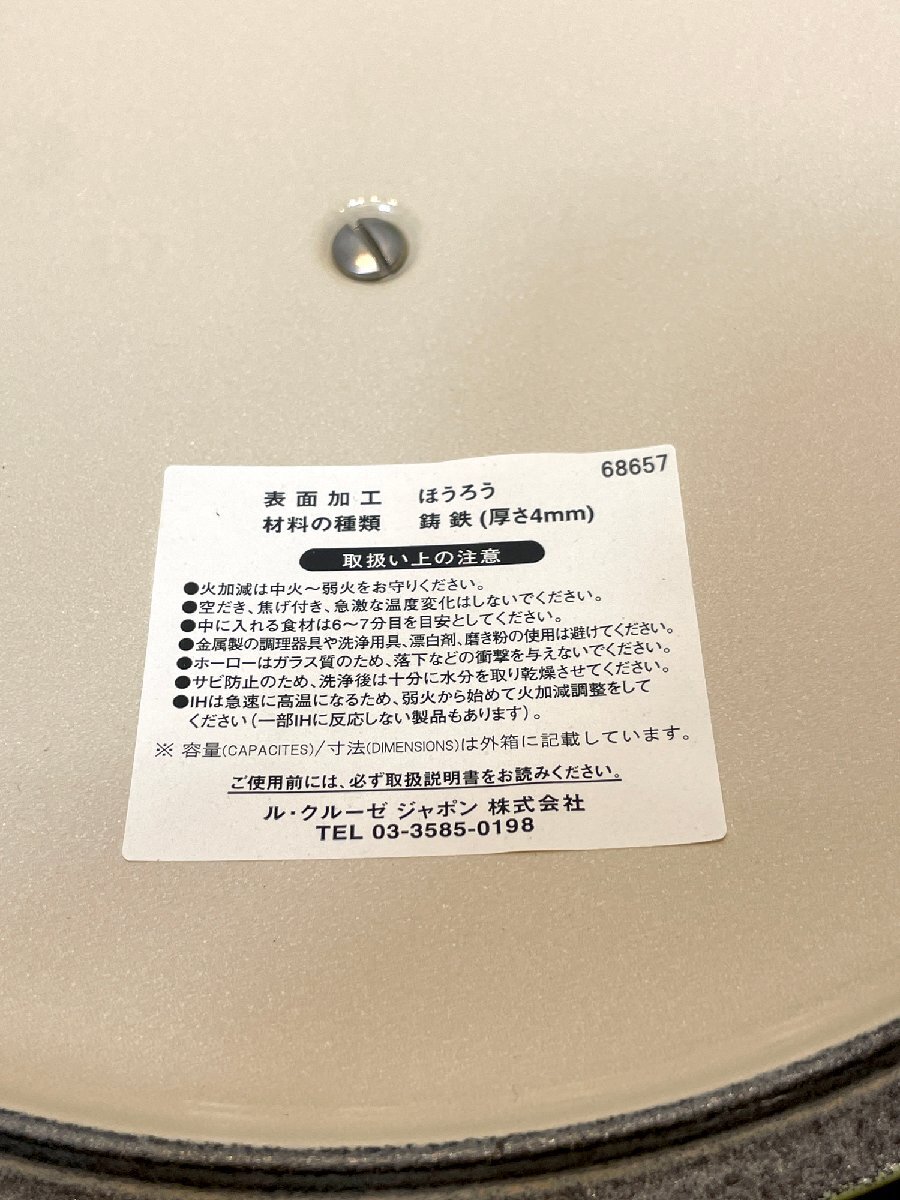 68657
表面加工 ほうろう
材料の種類 鋳鉄(厚さ4mm)
取扱い上の注意
●火加減は中火～弱火をお守りください。
●空だき、焦げ付き、急激な温度変化はしないでください。
●中に入れる食材は6～7分目を目安としてください。
●金属製の調理器具や洗浄用具、漂白剤、磨き粉の使用は避けてください。
●ホーローはガラス質のため、落下などの衝撃を与えないでください。
●サビ防止のため、洗浄後は十分に水分を取り乾燥させてください。
●IHは急速に高温になるため、弱火から始めて火加減調整をして
ください(一部IHに反応しない製品もあります)。
※ 容量(CAPACITES)/寸法(DIMENSIONS)は外箱に記載しています。
ご使用前には、必ず取扱説明書をお読みください。
ル・クルーゼ ジャポン 株式会社
TEL 03-3585-0198